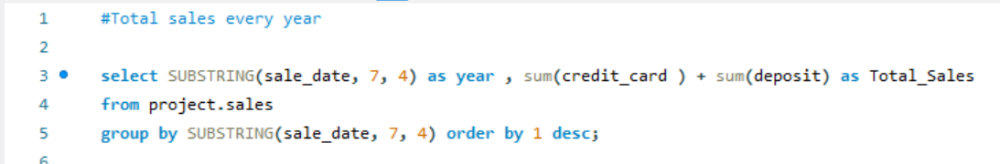 1 #Total sales every year
2
3 select SUBSTRING(sale_date, 7, 4) as year , sum(credit_card ) + sum(deposit) as Total_Sales
4 from project.sales
5 group by SUBSTRING(sale_date, 7, 4) order by 1 desc;
6